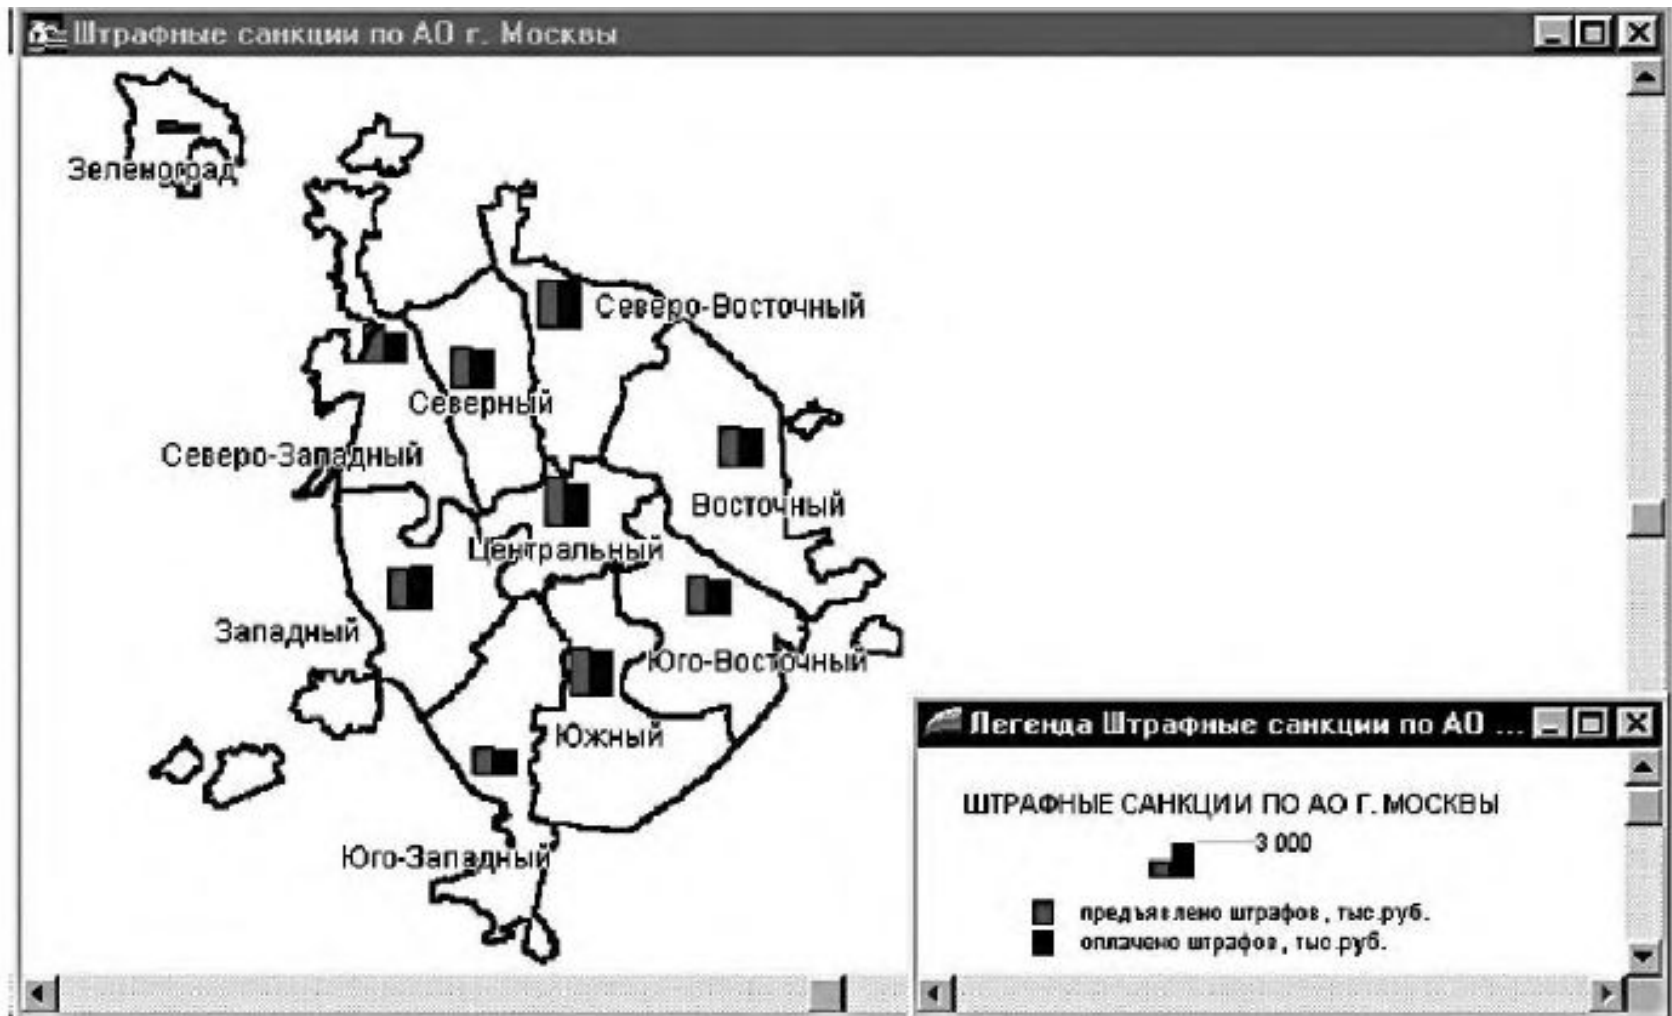 Штрафные санкции по АО г. Москвы
Зеленоград
Северо-Восточный
Северный
Северо-Западный
Восточный
Центральный
Западный
Юго-Восточный
Южный
Юго-Западный
Легенда Штрафные санкции по АО ...
ШТРАФНЫЕ САНКЦИИ ПО АО Г. МОСКВЫ
3 000
предъявлено штрафов, тыс.руб.
оплачено штрафов, тыс.руб.